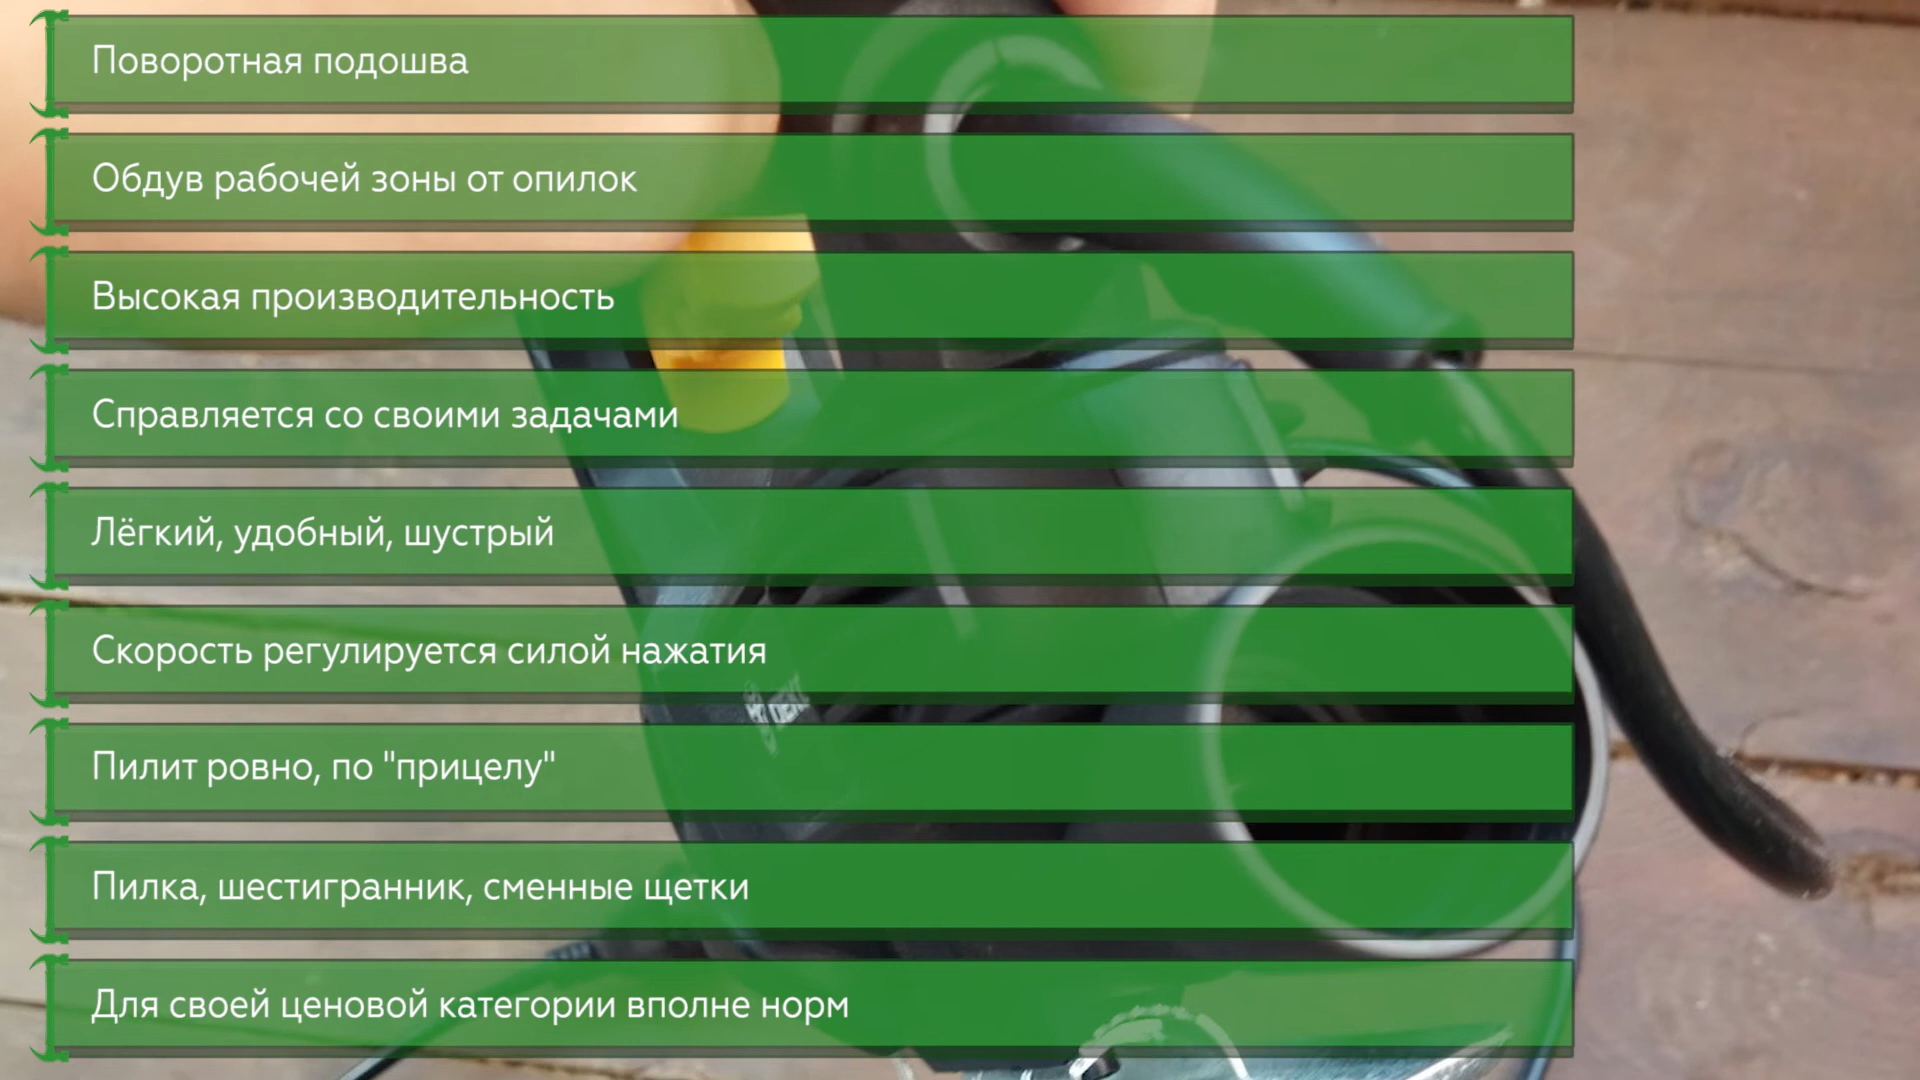 Поворотная подошва
Обдув рабочей зоны от опилок
Высокая производительность
Справляется со своими задачами
Лёгкий, удобный, шустрый
Скорость регулируется силой нажатия
Пилит ровно, по "прицелу"
Пилка, шестигранник, сменные щетки
Для своей ценовой категории вполне норм